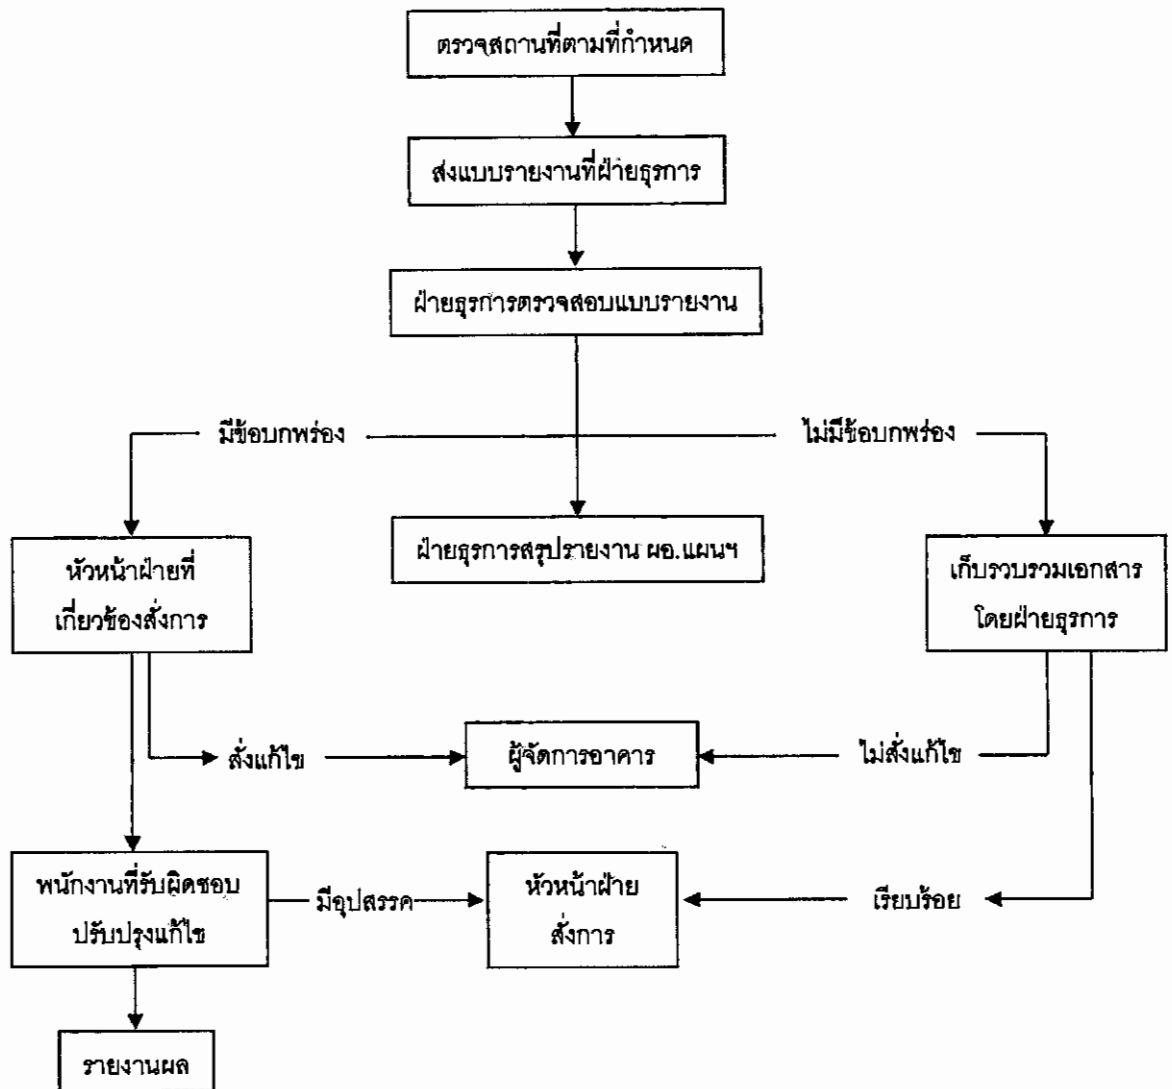 ตรวจสถานที่ตามที่กำหนด
ส่งแบบรายงานที่ฝ่ายธุรการ
ฝ่ายธุรการตรวจสอบแบบรายงาน
มีข้อบกพร่อง
ไม่มีข้อบกพร่อง
หัวหน้าฝ่ายที่
เกี่ยวข้องสั่งการ
ฝ่ายธุรการสรุปรายงาน ผอ.แผนฯ
เก็บรวบรวมเอกสาร
โดยฝ่ายธุรการ
สั่งแก้ไข
ผู้จัดการอาคาร
ไม่สั่งแก้ไข
พนักงานที่รับผิดชอบ
ปรับปรุงแก้ไข
มีอุปสรรค
หัวหน้าฝ่าย
สั่งการ
เรียบร้อย
รายงานผล